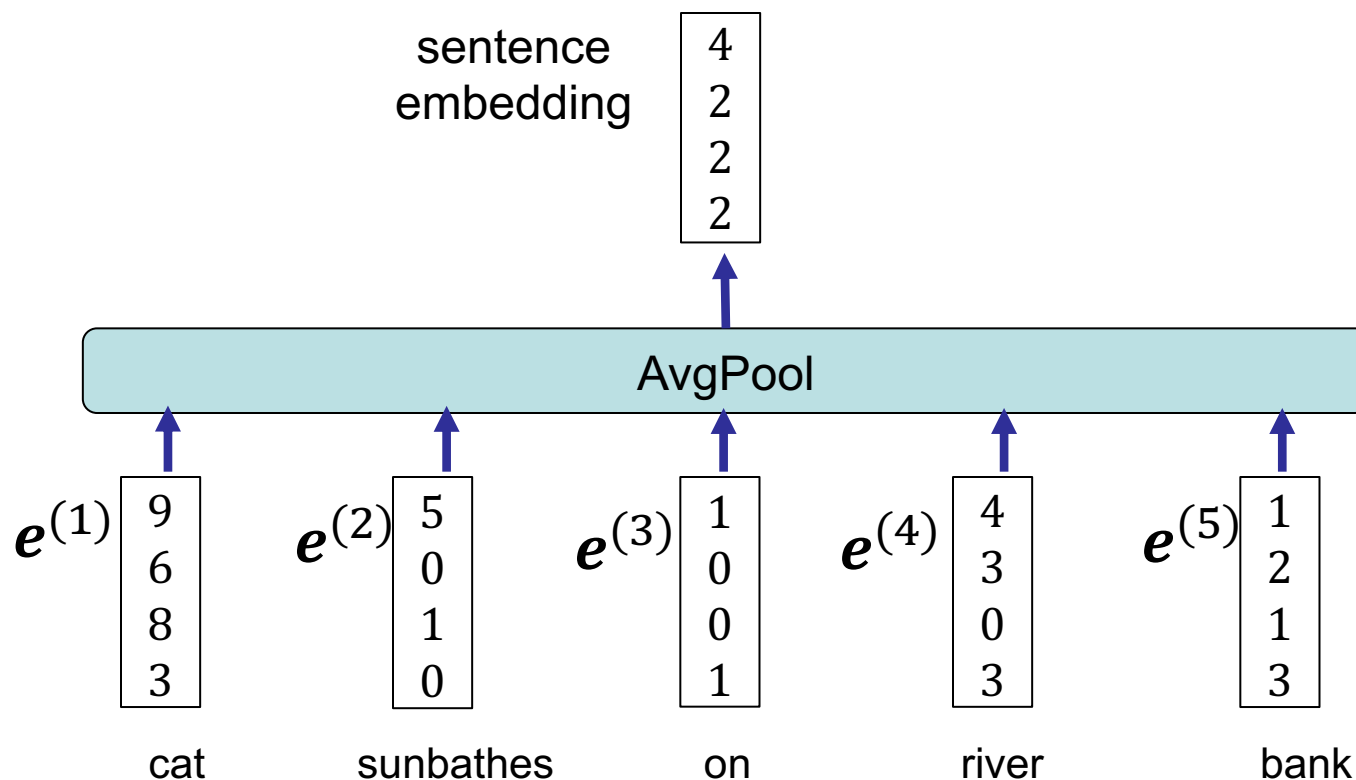 sentence
embedding
4
2
2
2
AvgPool
e^(1)
9
6
8
3
e^(2)
5
0
1
0
e^(3)
1
0
0
1
e^(4)
4
3
0
3
e^(5)
1
2
1
3
cat sunbathes on river bank